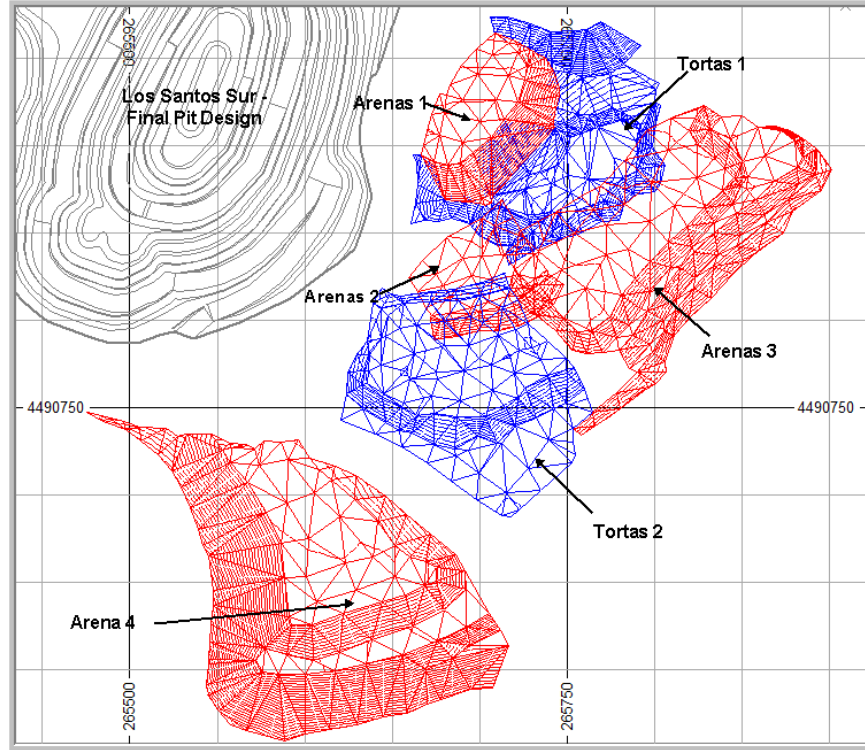 265500
265750
Tortas 1
Los Santos Sur -
Final Pit Design
Arenas 1
Arenas 2
Arenas 3
4490750
4490750
Tortas 2
Arena 4
265500
265750